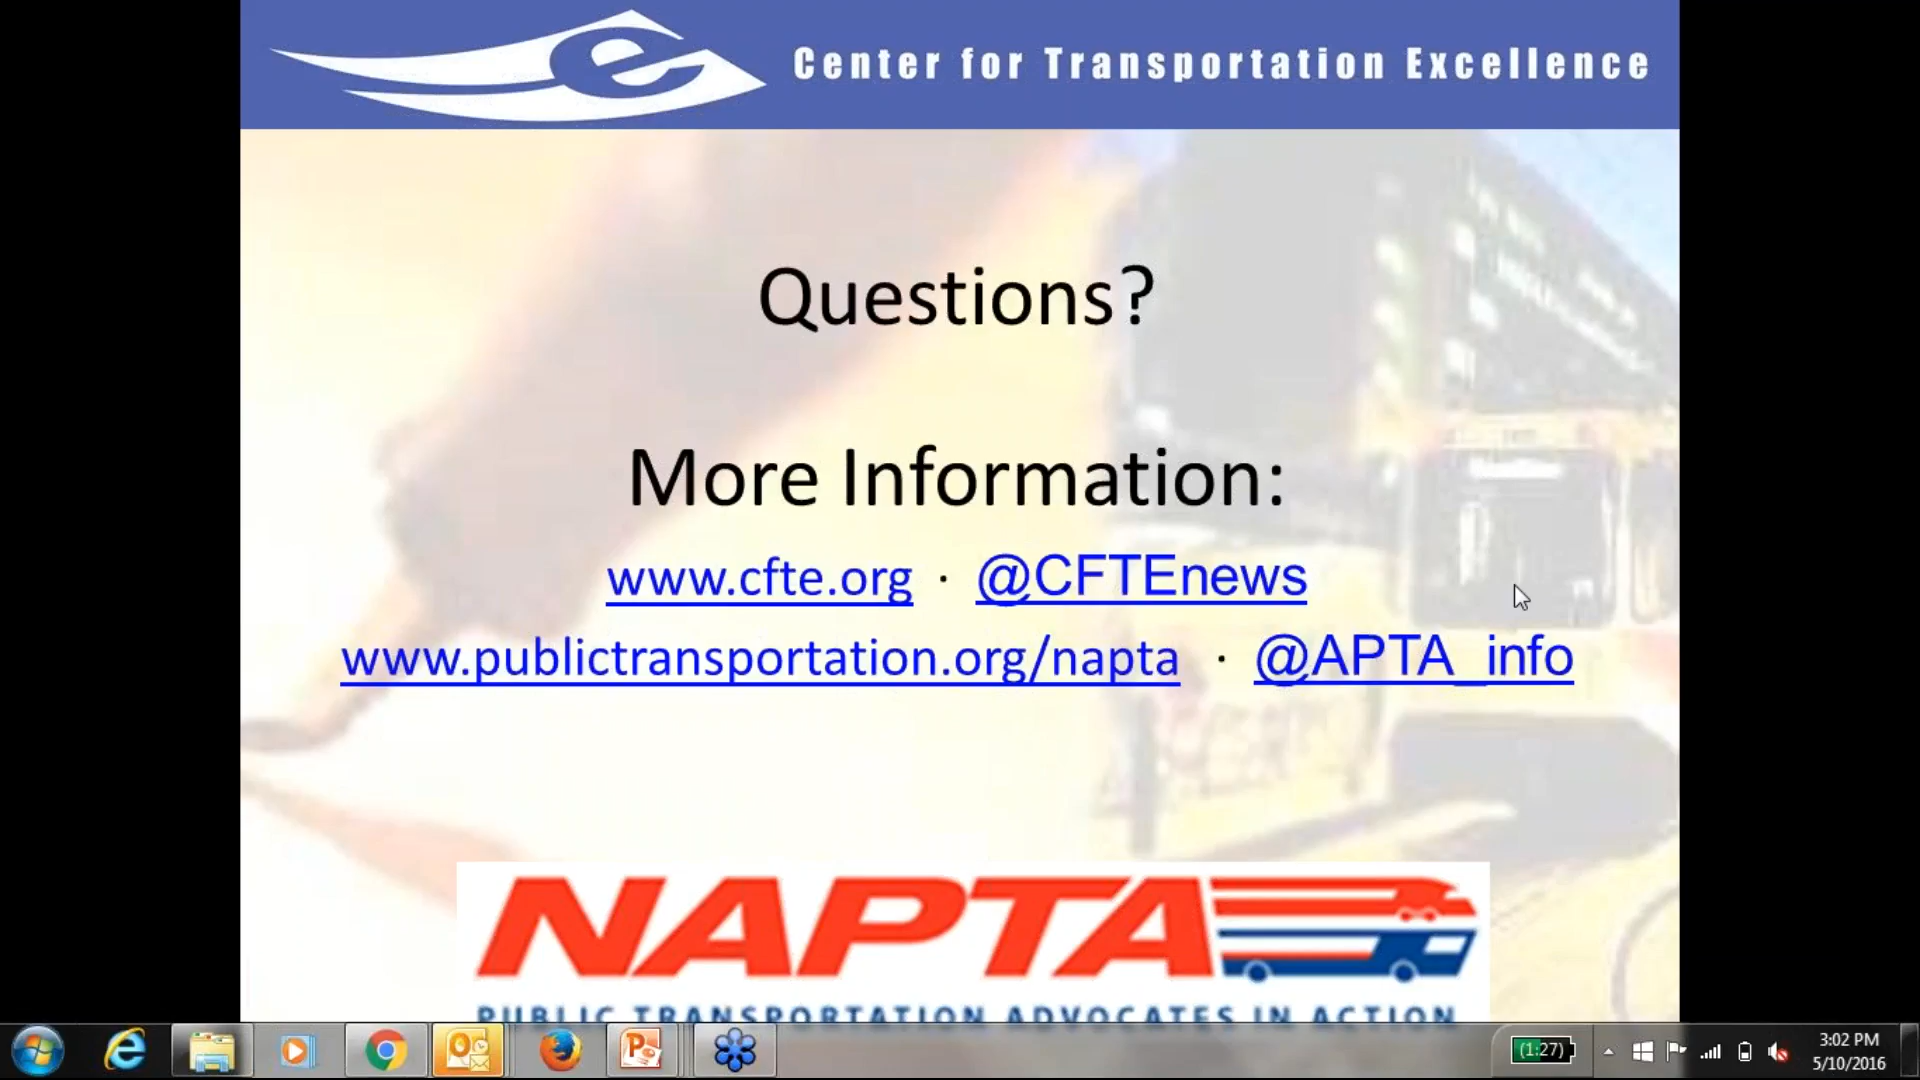 Center for Transportation Excellence
Questions?
More Information:
www.cfte.org · @CFTEnews
www.publictransportation.org/napta · @APTA_info
NAPTA
PUBLIC TRANSPORTATION ADVOCATES IN ACTION
(1:27)
3:02 PM
5/10/2016